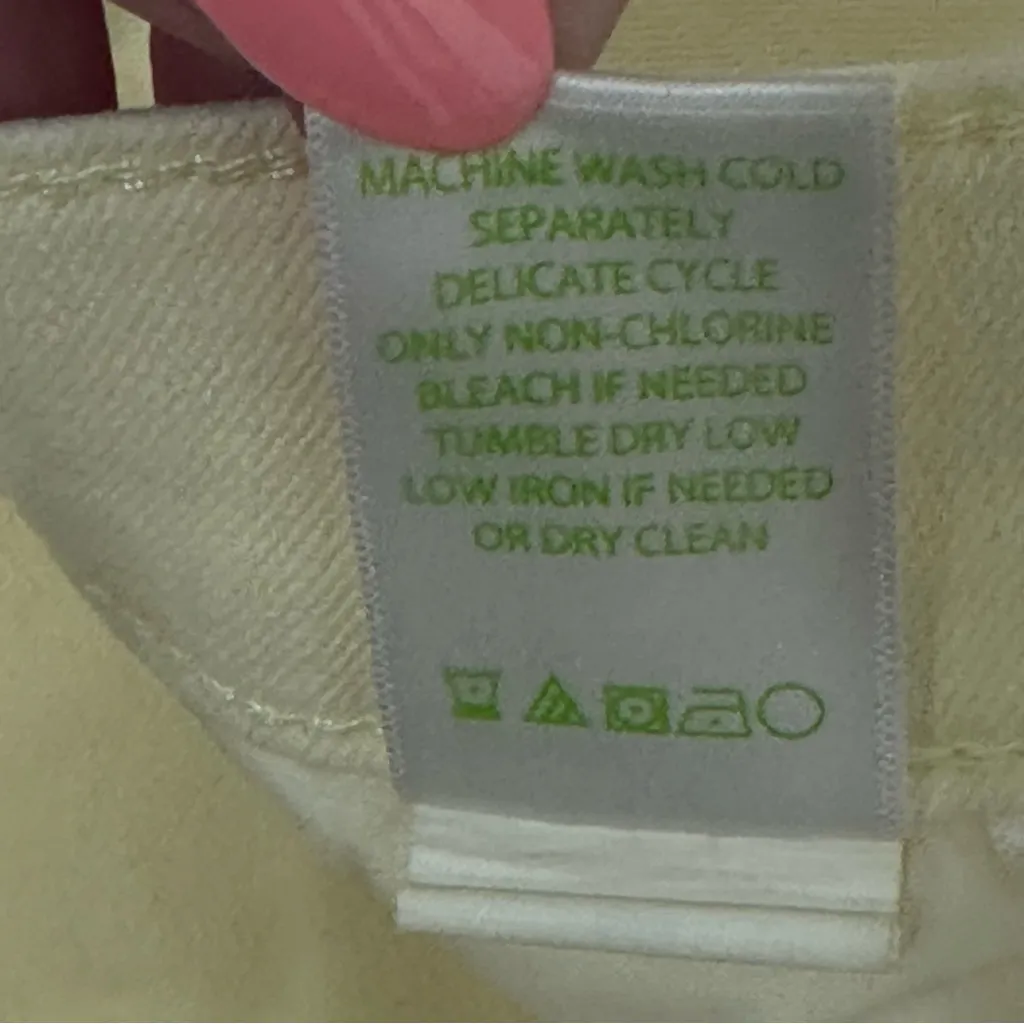 MACHINE WASH COLD
SEPARATELY
DELICATE CYCLE
ONLY NON-CHLORINE
BLEACH IF NEEDED
TUMBLE DRY LOW
LOW IRON IF NEEDED
OR DRY CLEAN